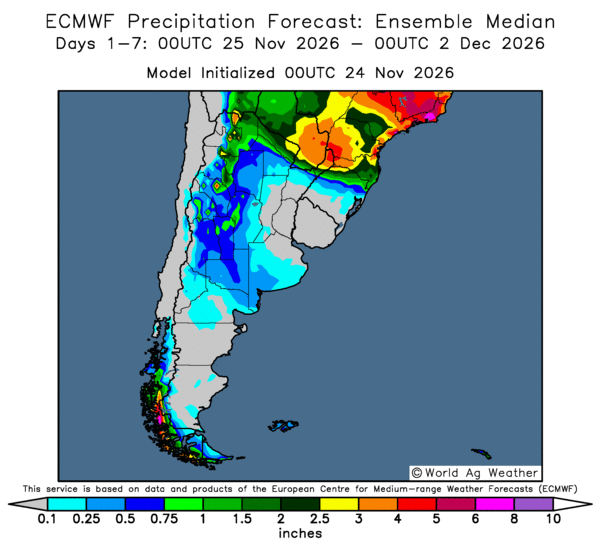 ECMWF Precipitation Forecast: Ensemble Median
Days 1–7: 00UTC 25 Nov 2026 – 00UTC 2 Dec 2026
Model Initialized 00UTC 24 Nov 2026
© World Ag Weather
This service is based on data and products of the European Centre for Medium-range Weather Forecasts (ECMWF)
0.1 0.25 0.5 0.75 1 1.5 2 2.5 3 4 5 6 8 10
inches